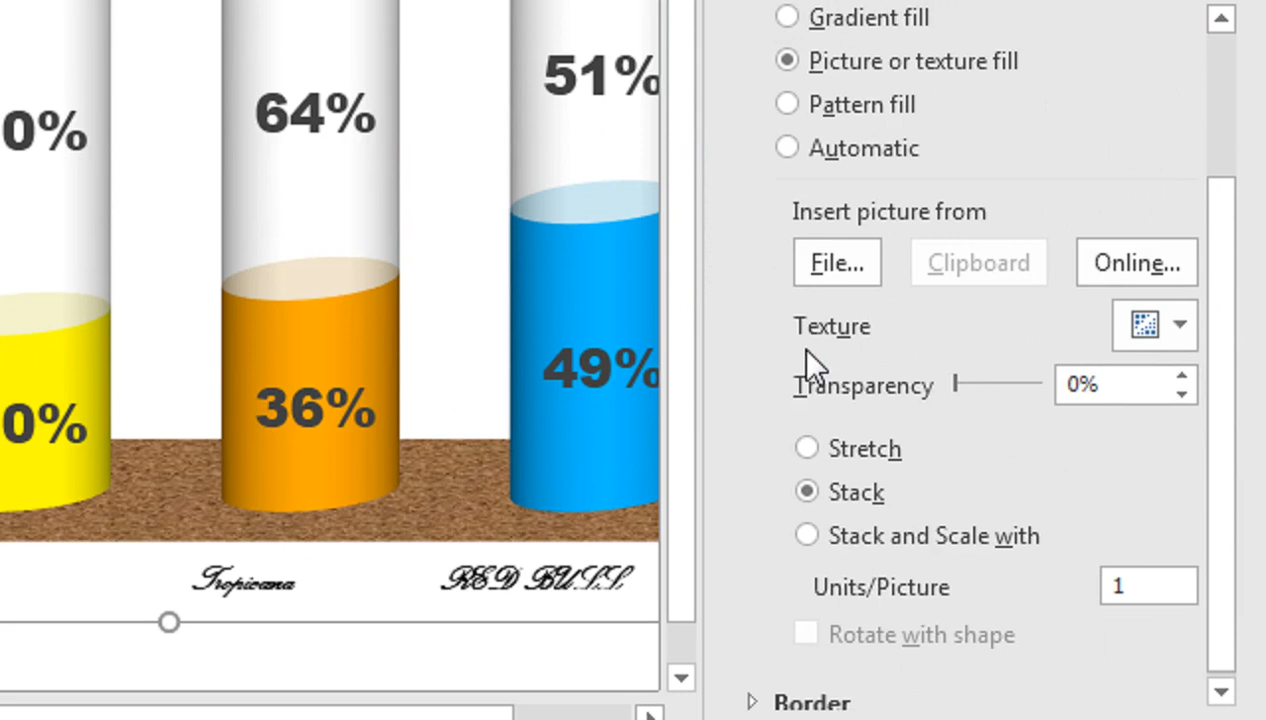 0%
64%
51%
0%
36%
49%
Tropicana
RED BULL
Gradient fill
Picture or texture fill
Pattern fill
Automatic
Insert picture from
File...
Clipboard
Online...
Texture
Transparency
0%
Stretch
Stack
Stack and Scale with
Units/Picture
1
Rotate with shape
Border